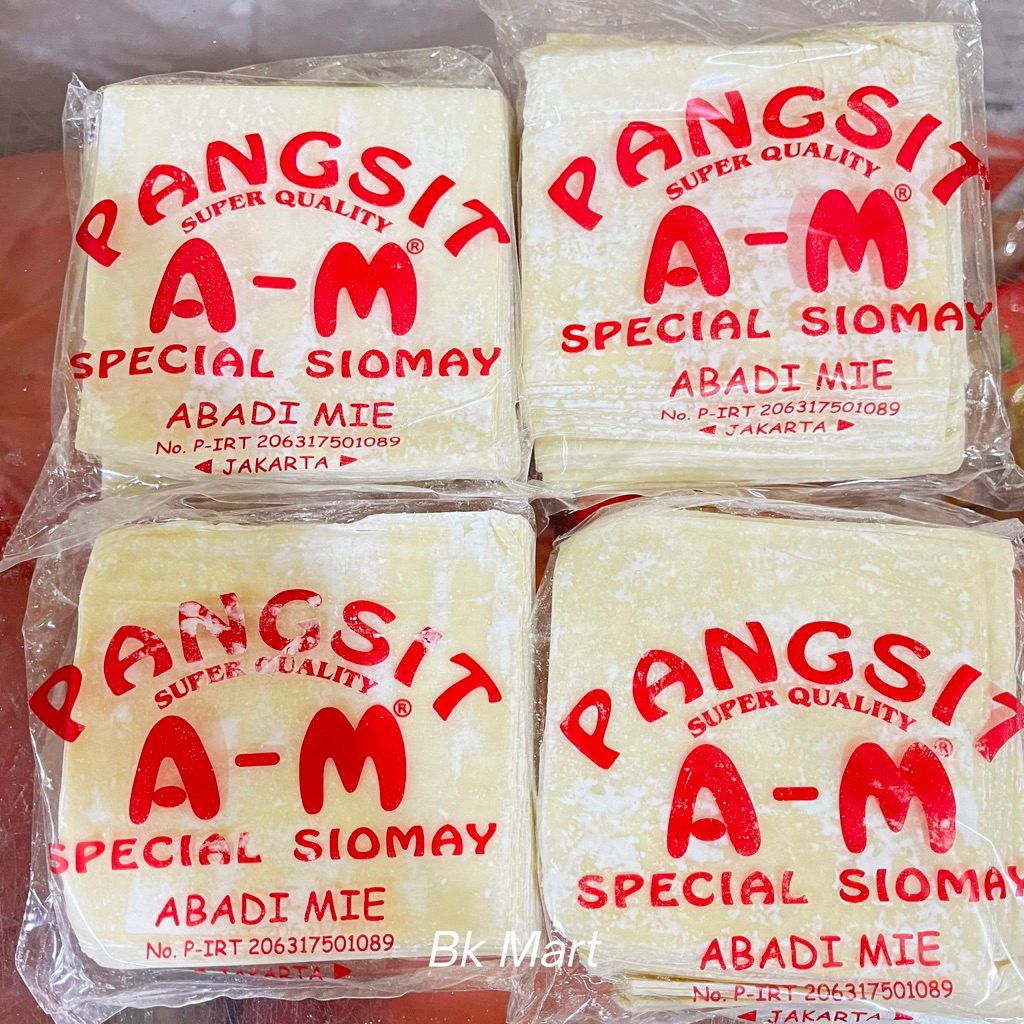 PANGSIT
SUPER QUALITY
A-M®
SPECIAL SIOMAY
ABADI MIE
No. P-IRT 206317501089
◄ JAKARTA ►
PANGSIT
SUPER QUALITY
A-M®
SPECIAL SIOMAY
ABADI MIE
No. P-IRT 206317501089
◄ JAKARTA ►
PANGSIT
SUPER QUALITY
A-M®
SPECIAL SIOMAY
ABADI MIE
No. P-IRT 206317501089
JAKARTA ►
PANGSIT
SUPER QUALITY
A-M®
SPECIAL SIOMAY
ABADI MIE
No. P-IRT 206317501089
◄ JAKARTA ►
Bk Mart